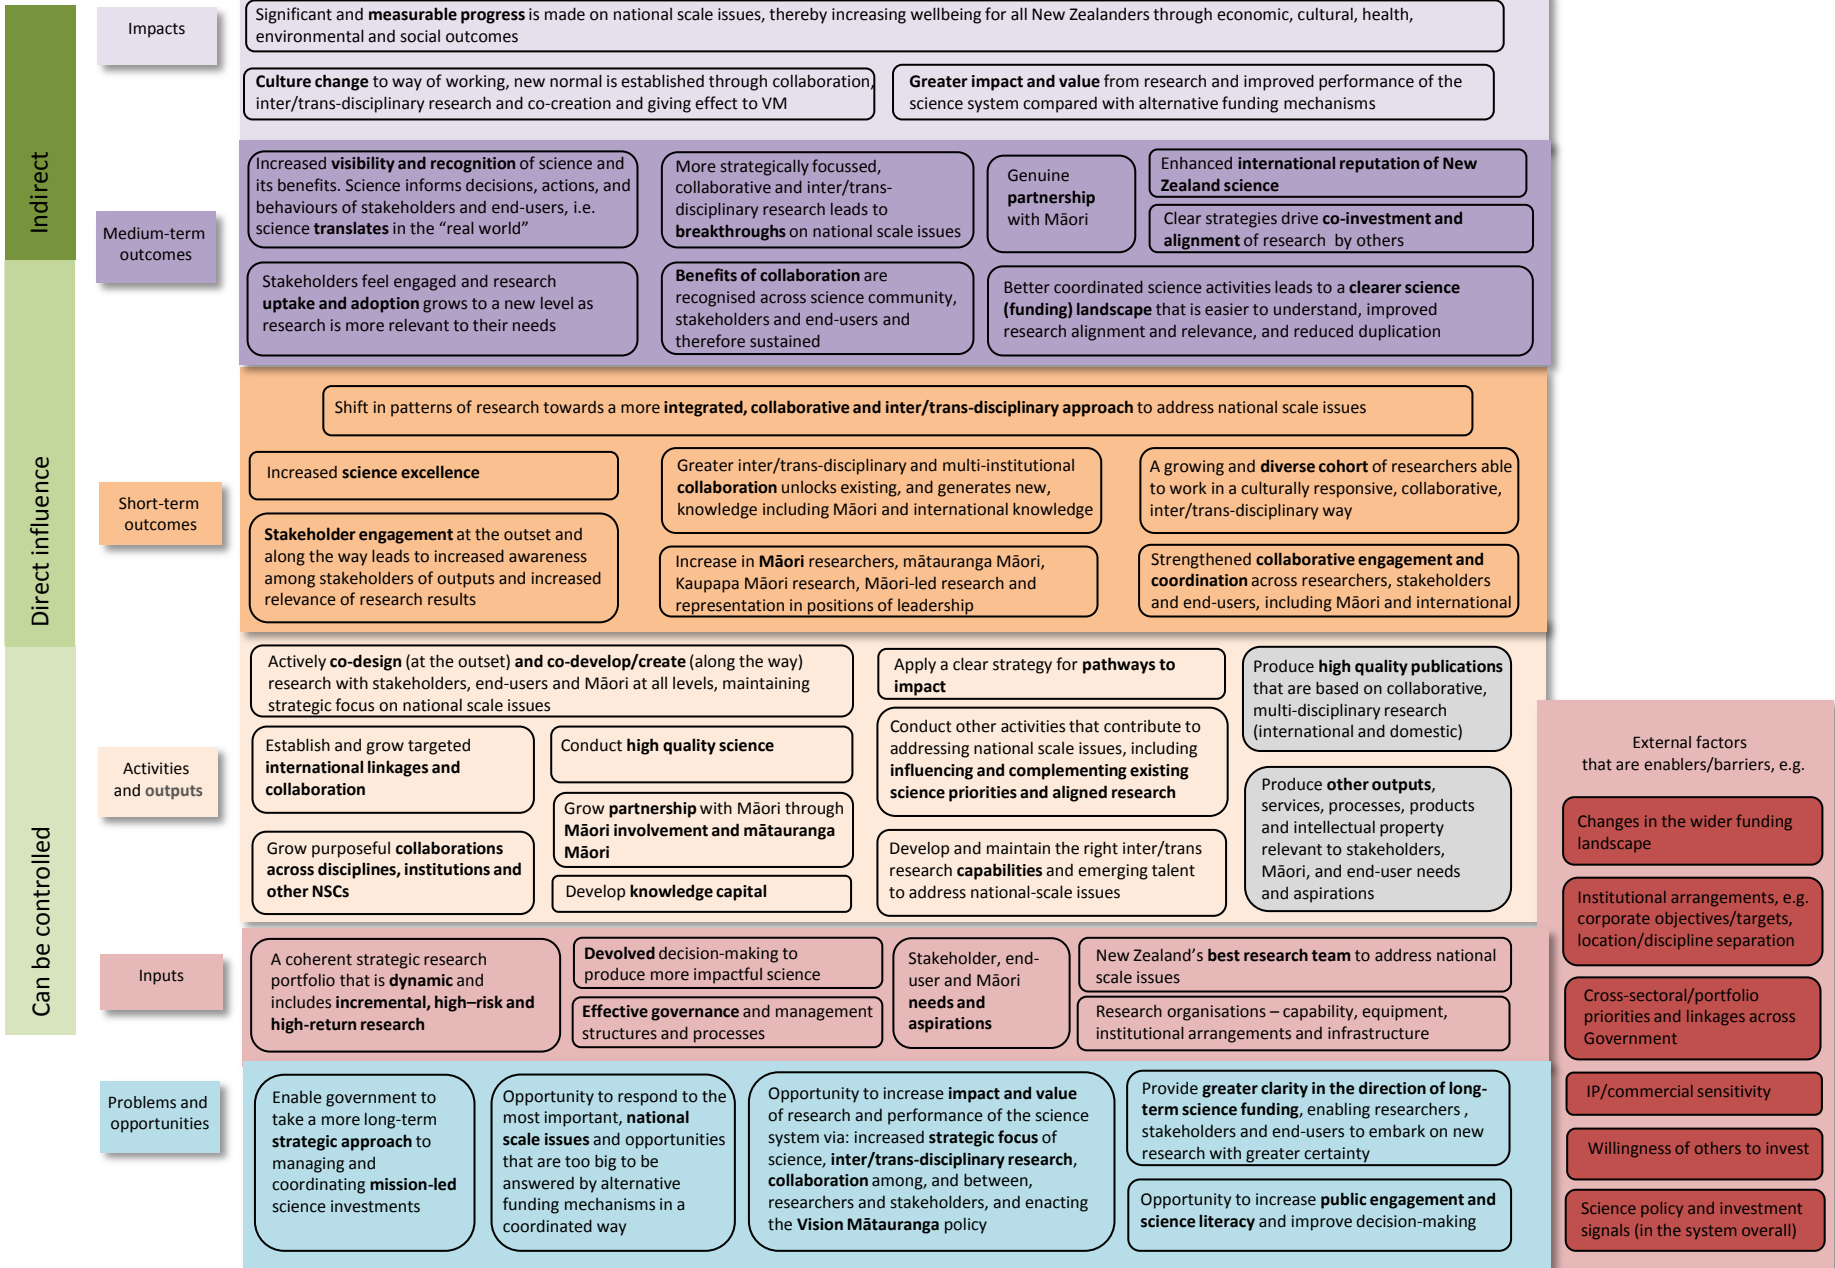 Indirect
Direct influence
Can be controlled
Impacts
Significant and measurable progress is made on national scale issues, thereby increasing wellbeing for all New Zealanders through economic, cultural, health,
environmental and social outcomes
Culture change to way of working, new normal is established through collaboration,
inter/trans-disciplinary research and co-creation and giving effect to VM
Greater impact and value from research and improved performance of the
science system compared with alternative funding mechanisms
Medium-term
outcomes
Increased visibility and recognition of science and
its benefits. Science informs decisions, actions, and
behaviours of stakeholders and end-users, i.e.
science translates in the “real world”
More strategically focussed,
collaborative and inter/trans-
disciplinary research leads to
breakthroughs on national scale issues
Genuine
partnership
with Māori
Enhanced international reputation of New
Zealand science
Clear strategies drive co-investment and
alignment of research by others
Stakeholders feel engaged and research
uptake and adoption grows to a new level as
research is more relevant to their needs
Benefits of collaboration are
recognised across science community,
stakeholders and end-users and
therefore sustained
Better coordinated science activities leads to a clearer science
(funding) landscape that is easier to understand, improved
research alignment and relevance, and reduced duplication
Short-term
outcomes
Shift in patterns of research towards a more integrated, collaborative and inter/trans-disciplinary approach to address national scale issues
Increased science excellence
Stakeholder engagement at the outset and
along the way leads to increased awareness
among stakeholders of outputs and increased
relevance of research results
Greater inter/trans-disciplinary and multi-institutional
collaboration unlocks existing, and generates new,
knowledge including Māori and international knowledge
Increase in Māori researchers, mātauranga Māori,
Kaupapa Māori research, Māori-led research and
representation in positions of leadership
A growing and diverse cohort of researchers able
to work in a culturally responsive, collaborative,
inter/trans-disciplinary way
Strengthened collaborative engagement and
coordination across researchers, stakeholders
and end-users, including Māori and international
Activities
and outputs
Actively co-design (at the outset) and co-develop/create (along the way)
research with stakeholders, end-users and Māori at all levels, maintaining
strategic focus on national scale issues
Establish and grow targeted
international linkages and
collaboration
Grow purposeful collaborations
across disciplines, institutions and
other NSCs
Conduct high quality science
Grow partnership with Māori through
Māori involvement and mātauranga
Māori
Develop knowledge capital
Apply a clear strategy for pathways to
impact
Conduct other activities that contribute to
addressing national scale issues, including
influencing and complementing existing
science priorities and aligned research
Develop and maintain the right inter/trans
research capabilities and emerging talent
to address national-scale issues
Produce high quality publications
that are based on collaborative,
multi-disciplinary research
(international and domestic)
Produce other outputs,
services, processes, products
and intellectual property
relevant to stakeholders,
Māori, and end-user needs
and aspirations
Inputs
A coherent strategic research
portfolio that is dynamic and
includes incremental, high–risk and
high-return research
Devolved decision-making to
produce more impactful science
Effective governance and management
structures and processes
Stakeholder, end-
user and Māori
needs and
aspirations
New Zealand’s best research team to address national
scale issues
Research organisations – capability, equipment,
institutional arrangements and infrastructure
Problems and
opportunities
Enable government to
take a more long-term
strategic approach to
managing and
coordinating mission-led
science investments
Opportunity to respond to the
most important, national
scale issues and opportunities
that are too big to be
answered by alternative
funding mechanisms in a
coordinated way
Opportunity to increase impact and value
of research and performance of the science
system via: increased strategic focus of
science, inter/trans-disciplinary research,
collaboration among, and between,
researchers and stakeholders, and enacting
the Vision Mātauranga policy
Provide greater clarity in the direction of long-
term science funding, enabling researchers ,
stakeholders and end-users to embark on new
research with greater certainty
Opportunity to increase public engagement and
science literacy and improve decision-making
External factors
that are enablers/barriers, e.g.
Changes in the wider funding
landscape
Institutional arrangements, e.g.
corporate objectives/targets,
location/discipline separation
Cross-sectoral/portfolio
priorities and linkages across
Government
IP/commercial sensitivity
Willingness of others to invest
Science policy and investment
signals (in the system overall)